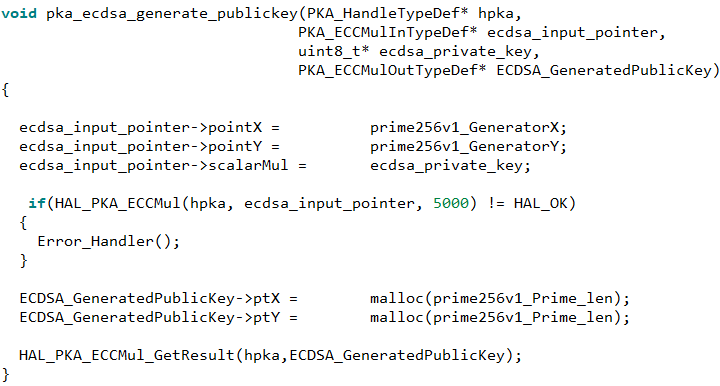 void pka_ecdsa_generate_publickey(PKA_HandleTypeDef* hpka,
                                  PKA_ECCMulInTypeDef* ecdsa_input_pointer,
                                  uint8_t* ecdsa_private_key,
                                  PKA_ECCMulOutTypeDef* ECDSA_GeneratedPublicKey)
{
  ecdsa_input_pointer->pointX =           prime256v1_GeneratorX;
  ecdsa_input_pointer->pointY =           prime256v1_GeneratorY;
  ecdsa_input_pointer->scalarMul =        ecdsa_private_key;
   if(HAL_PKA_ECCMul(hpka, ecdsa_input_pointer, 5000) != HAL_OK)
  {
    Error_Handler();
  }
  ECDSA_GeneratedPublicKey->ptX =         malloc(prime256v1_Prime_len);
  ECDSA_GeneratedPublicKey->ptY =         malloc(prime256v1_Prime_len);
  HAL_PKA_ECCMul_GetResult(hpka,ECDSA_GeneratedPublicKey);
}